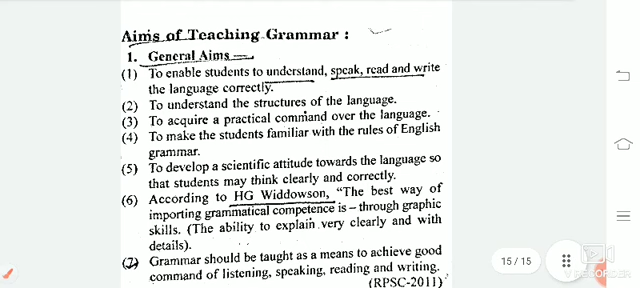 Aims of Teaching Grammar :
1. General Aims —
(1) To enable students to understand, speak, read and write
the language correctly.
(2) To understand the structures of the language.
(3) To acquire a practical command over the language.
(4) To make the students familiar with the rules of English
grammar.
(5) To develop a scientific attitude towards the language so
that students may think clearly and correctly.
(6) According to HG Widdowson, “The best way of
importing grammatical competence is – through graphic
skills. (The ability to explain very clearly and with
details).
(7) Grammar should be taught as a means to achieve good
command of listening, speaking, reading and writing.
(RPSC-2011)
15 / 15
VIDEO RECORDER